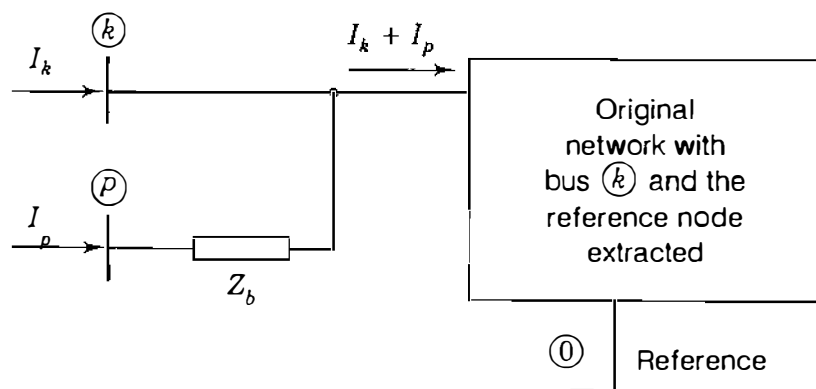 k
I_k
I_k + I_p
p
I_p
Z_b
Original
network with
bus ⓚ and the
reference node
extracted
⓪ Reference